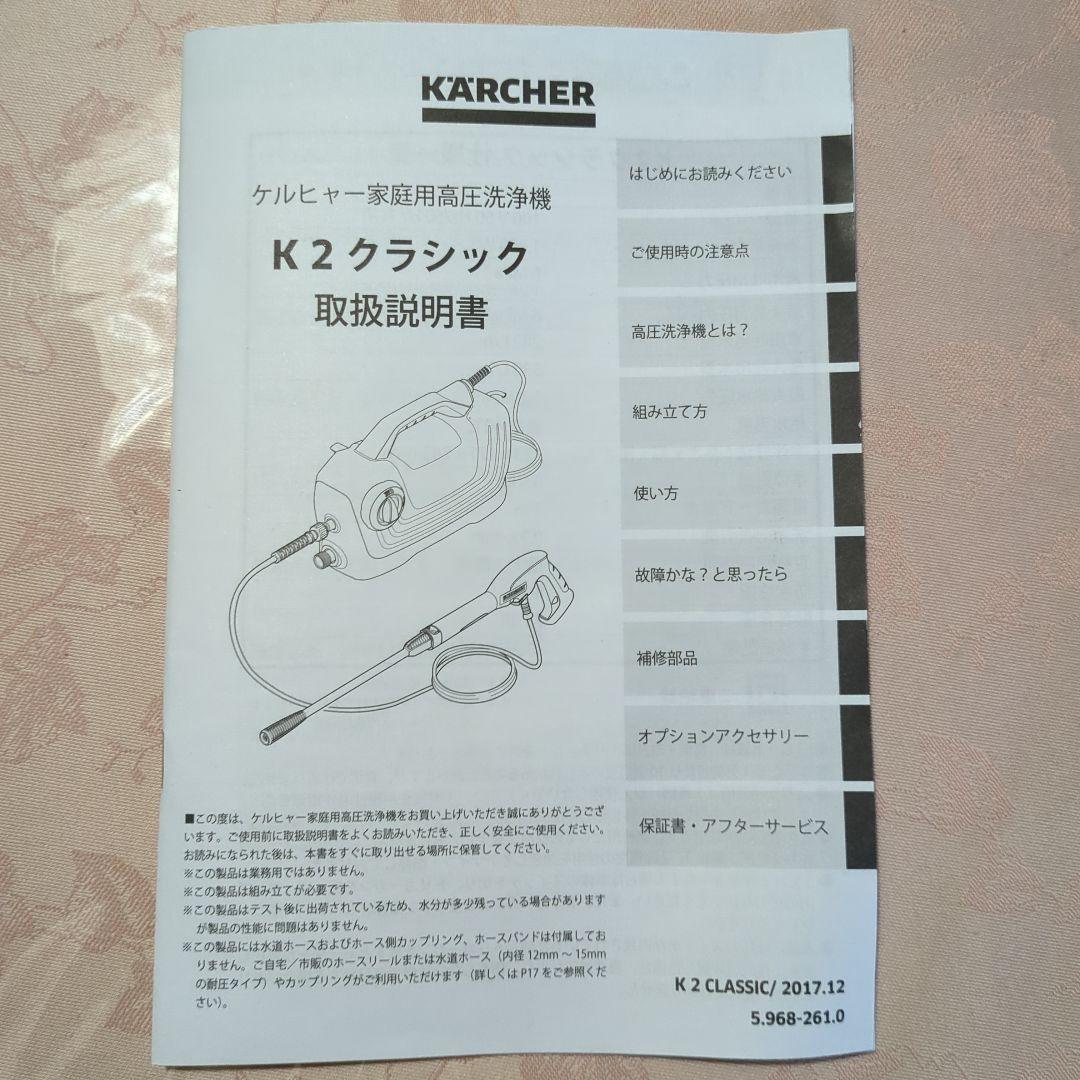 KÄRCHER
ケルヒャー家庭用高圧洗浄機
K 2 クラシック
取扱説明書
はじめにお読みください
ご使用時の注意点
高圧洗浄機とは？
組み立て方
使い方
故障かな？と思ったら
補修部品
オプションアクセサリー
保証書・アフターサービス
■この度は、ケルヒャー家庭用高圧洗浄機をお買い上げいただき誠にありがとうござ
います。ご使用前に取扱説明書をよくお読みいただき、正しく安全にご使用ください。
お読みになられた後は、本書をすぐに取り出せる場所に保管してください。
※この製品は業務用ではありません。
※この製品は組み立てが必要です。
※この製品はテスト後に出荷されているため、水分が多少残っている場合があります
が製品の性能に問題はありません。
※この製品には水道ホースおよびホース側カップリング、ホースバンドは付属してお
りません。ご自宅／市販のホースリールまたは水道ホース（内径 12mm ～ 15mm
の耐圧タイプ）やカップリングがご利用いただけます（詳しくは P17 をご参照くだ
さい）。
K 2 CLASSIC/ 2017.12
5.968-261.0